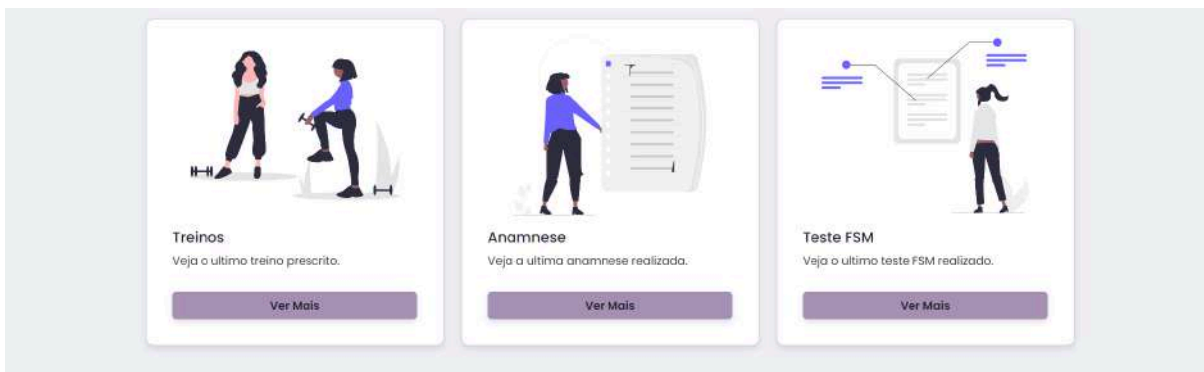 Treinos
Veja o ultimo treino prescrito.
Ver Mais
Anamnese
Veja a ultima anamnese realizada.
Ver Mais
Teste FSM
Veja o ultimo teste FSM realizado.
Ver Mais